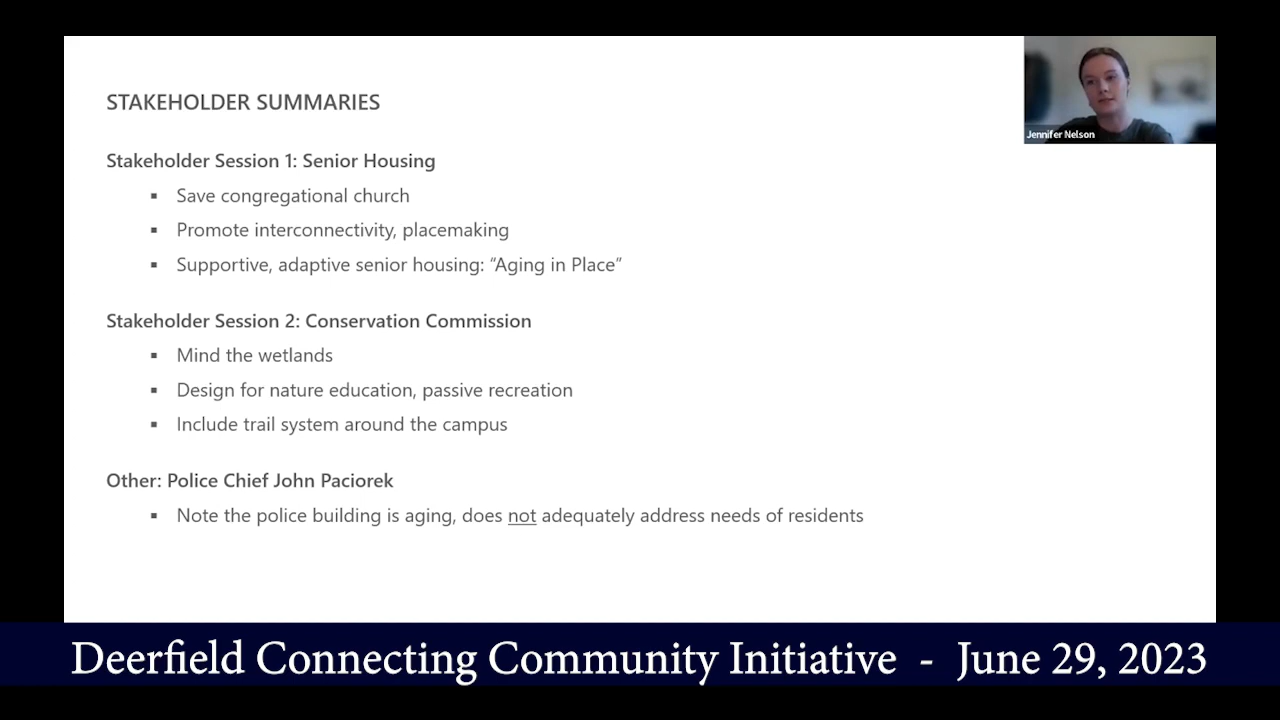 STAKEHOLDER SUMMARIES
Jennifer Nelson
Stakeholder Session 1: Senior Housing
▪ Save congregational church
▪ Promote interconnectivity, placemaking
▪ Supportive, adaptive senior housing: “Aging in Place”
Stakeholder Session 2: Conservation Commission
▪ Mind the wetlands
▪ Design for nature education, passive recreation
▪ Include trail system around the campus
Other: Police Chief John Paciorek
▪ Note the police building is aging, does not adequately address needs of residents
Deerfield Connecting Community Initiative - June 29, 2023